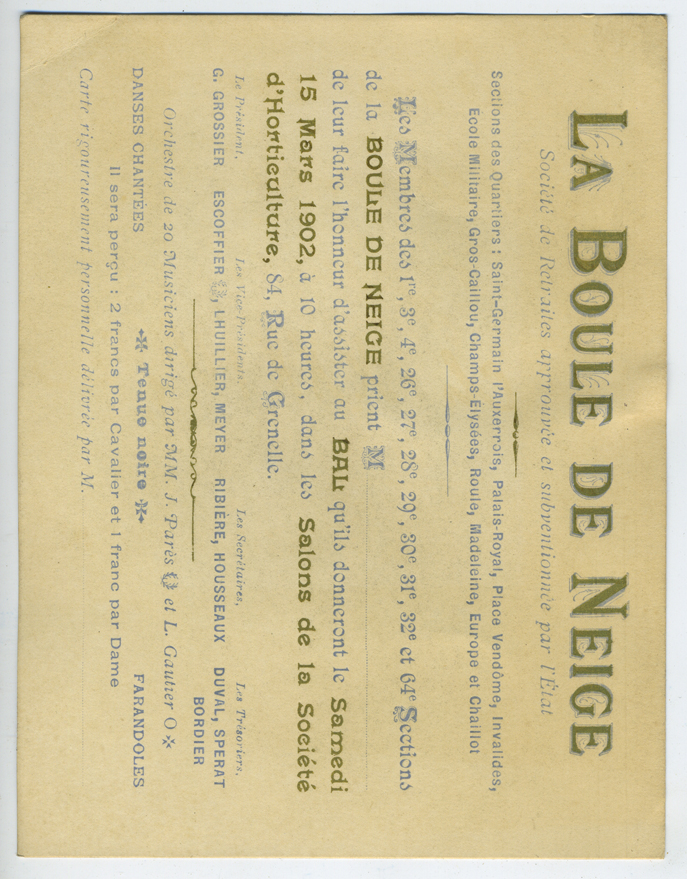 LA BOULE DE NEIGE
Société de Retraites approuvée et subventionnée par l'État
Sections des Quartiers : Saint-Germain l'Auxerrois, Palais-Royal, Place Vendôme, Invalides,
École Militaire, Gros-Caillou, Champs-Élysées, Roule, Madeleine, Europe et Chaillot
Les Membres des 1re, 3e, 4e, 26e, 27e, 28e, 29e, 30e, 31e, 32e et 64e Sections
de la BOULE DE NEIGE prient M
de leur faire l'honneur d'assister au BAL qu'ils donneront le Samedi
15 Mars 1902, à 10 heures, dans les Salons de la Société
d'Horticulture, 84, Rue de Grenelle.
Le Président, Les Vice-Présidents, Les Secrétaires, Les Trésoriers,
G. GROSSIER ESCOFFIER, LHUILLIER, MEYER RIBIÈRE, HOUSSEAUX DUVAL, SPERAT
BORDIER
Orchestre de 20 Musiciens dirigé par MM. J. Parès et L. Gautier O
DANSES CHANTÉES Tenue noire FARANDOLES
Il sera perçu : 2 francs par Cavalier et 1 franc par Dame
Carte rigoureusement personnelle délivrée par M.